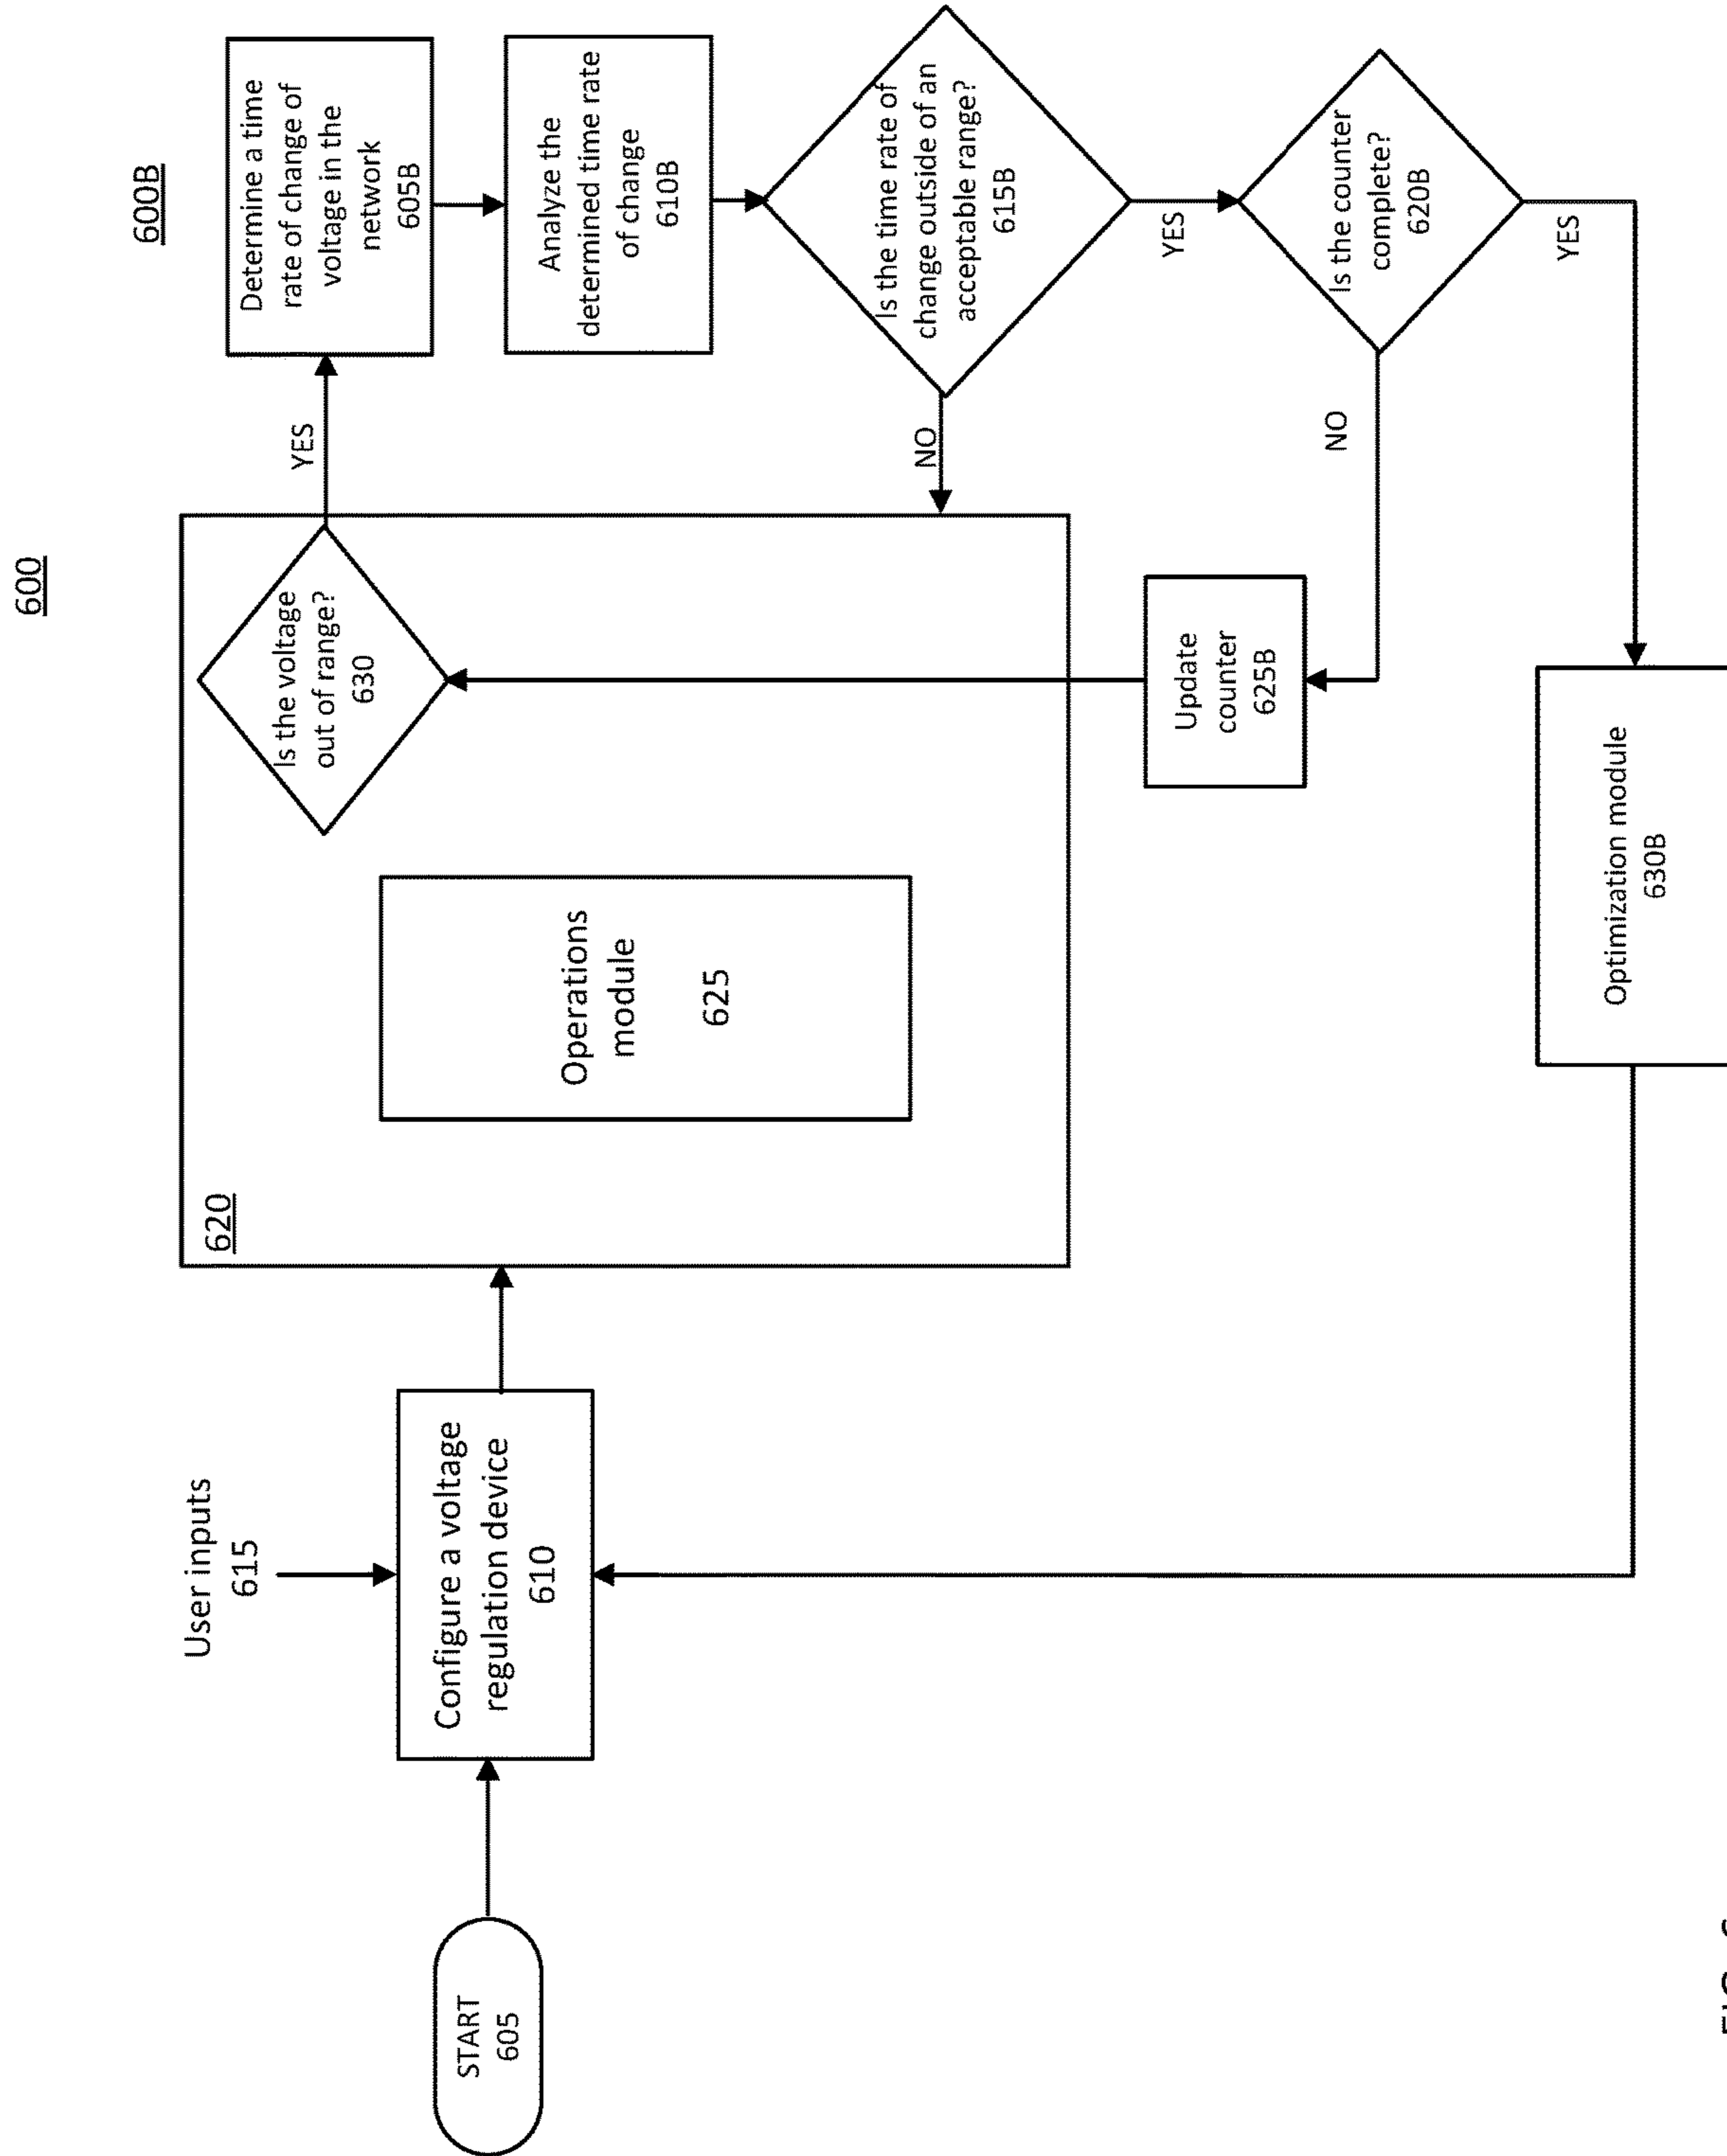 600
600B
User inputs
615
START
605
Configure a voltage
regulation device
610
620
Operations
module
625
Is the voltage
out of range?
630
YES
Determine a time
rate of change of
voltage in the
network
605B
Analyze the
determined time rate
of change
610B
Is the time rate of
change outside of an
acceptable range?
615B
NO
YES
Is the counter
complete?
620B
NO
YES
Update
counter
625B
Optimization module
630B